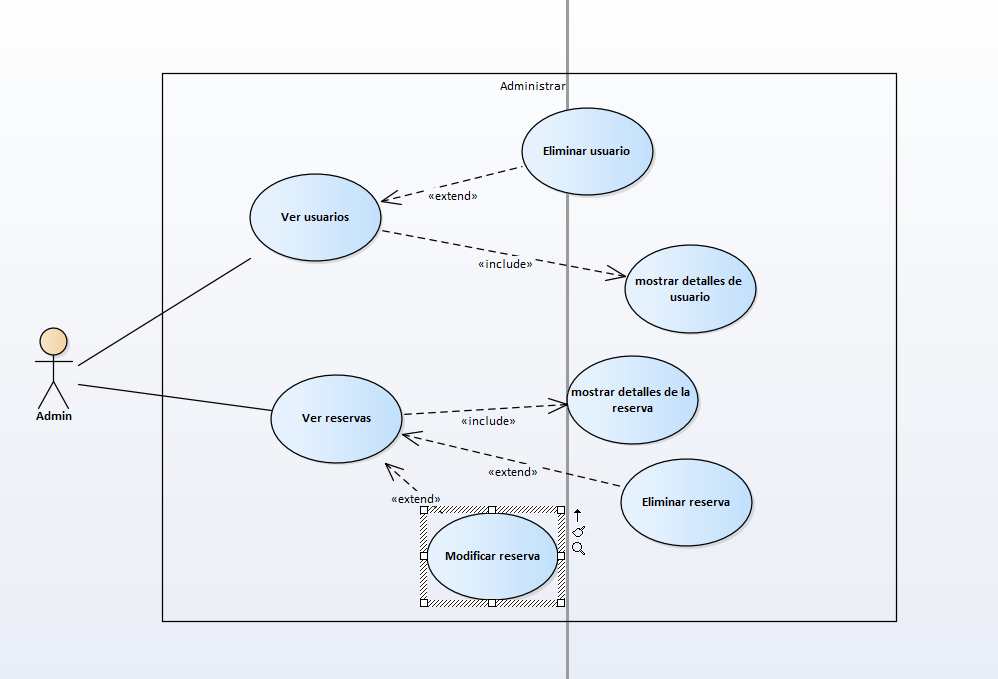 Administrar
Eliminar usuario
«extend»
Ver usuarios
«include»
mostrar detalles de
usuario
Admin
mostrar detalles de la
reserva
Ver reservas
«include»
«extend»
Eliminar reserva
«extend»
Modificar reserva